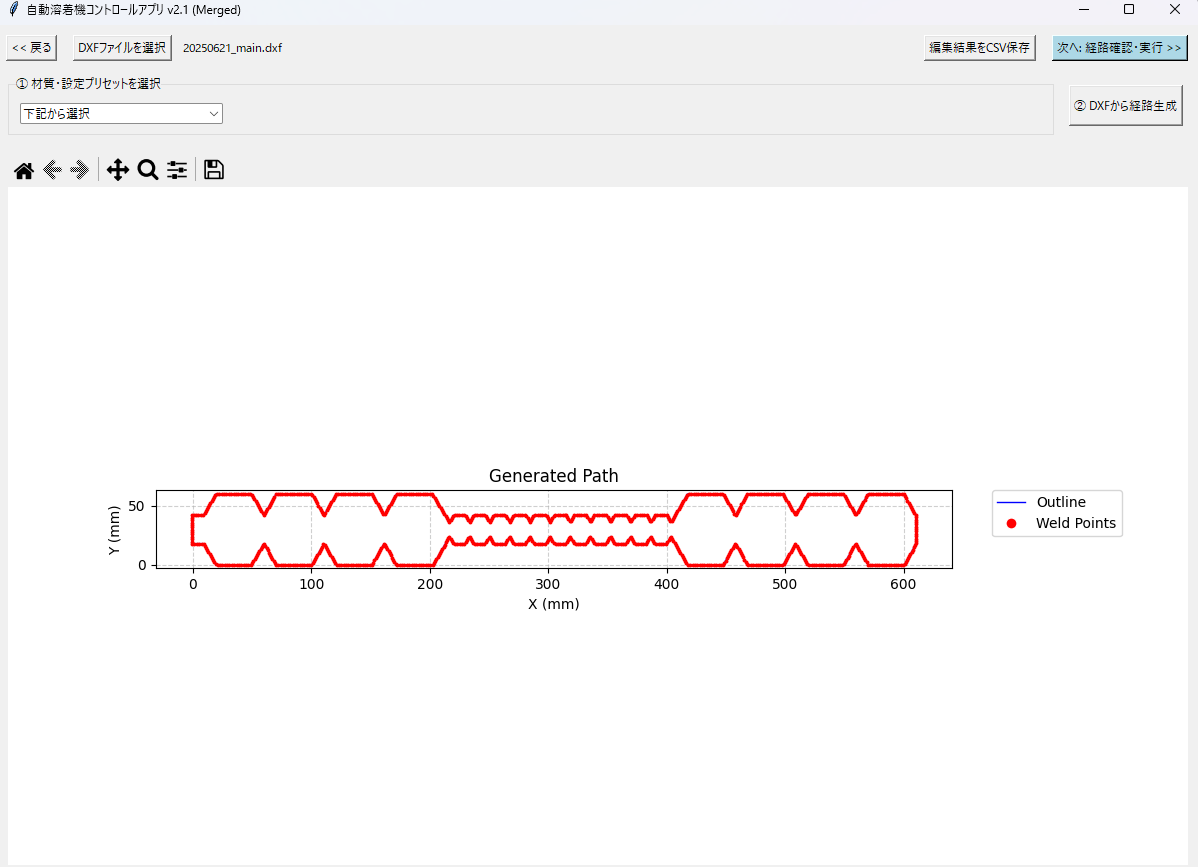 自動溶着機コントロールアプリ v2.1 (Merged)
<< 戻る DXFファイルを選択 20250621_main.dxf 編集結果をCSV保存 次へ: 経路確認・実行 >>
① 材質・設定プリセットを選択
下記から選択
② DXFから経路生成
Generated Path
Y (mm)
50
0
0 100 200 300 400 500 600
X (mm)
Outline
Weld Points